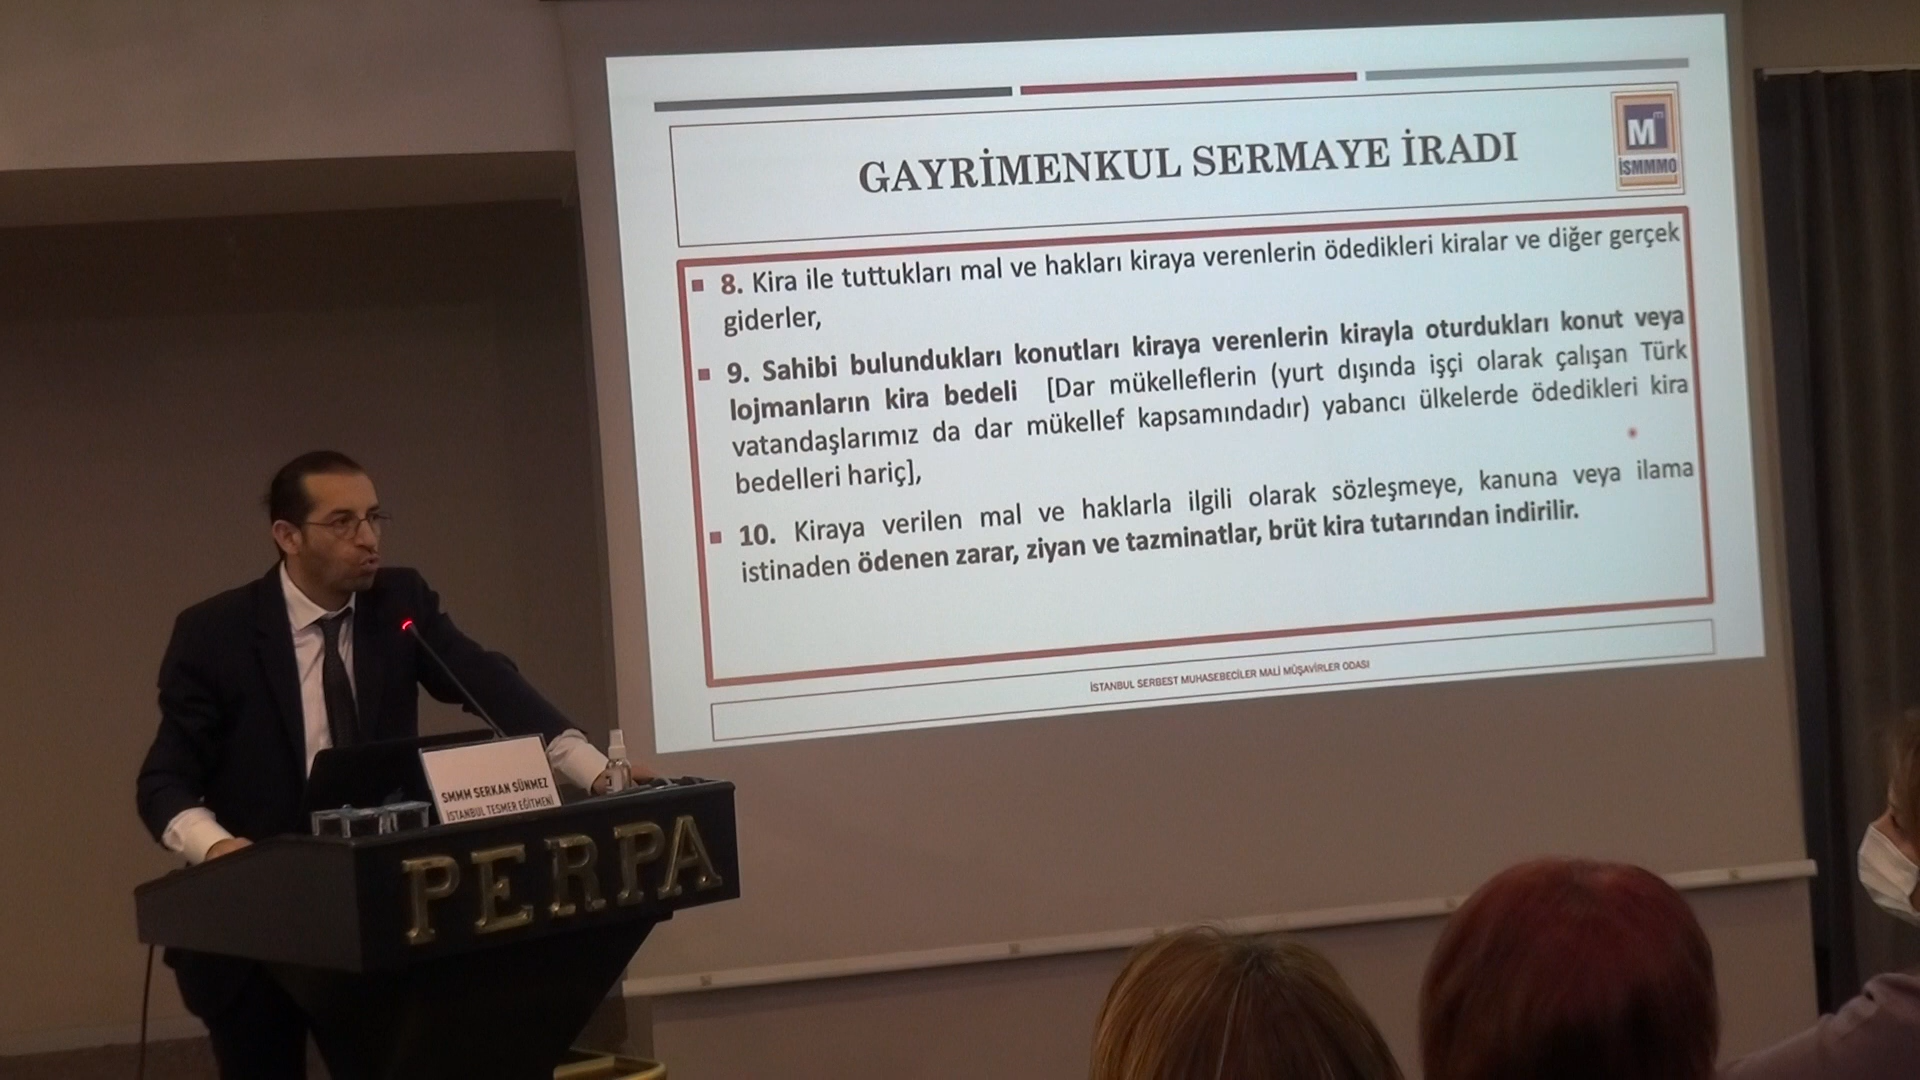 GAYRİMENKUL SERMAYE İRADI
M
m
İSMMMO
8. Kira ile tuttukları mal ve hakları kiraya verenlerin ödedikleri kiralar ve diğer gerçek
giderler,
9. Sahibi bulundukları konutları kiraya verenlerin kirayla oturdukları konut veya
lojmanların kira bedeli [Dar mükelleflerin (yurt dışında işçi olarak çalışan Türk
vatandaşlarımız da dar mükellef kapsamındadır) yabancı ülkelerde ödedikleri kira
bedelleri hariç],
10. Kiraya verilen mal ve haklarla ilgili olarak sözleşmeye, kanuna veya ilama
istinaden ödenen zarar, ziyan ve tazminatlar, brüt kira tutarından indirilir.
İSTANBUL SERBEST MUHASEBECİLER MALİ MÜŞAVİRLER ODASI
SMMM SERKAN SÜNMEZ
İSTANBUL TESMER EĞİTMENİ
PERPA